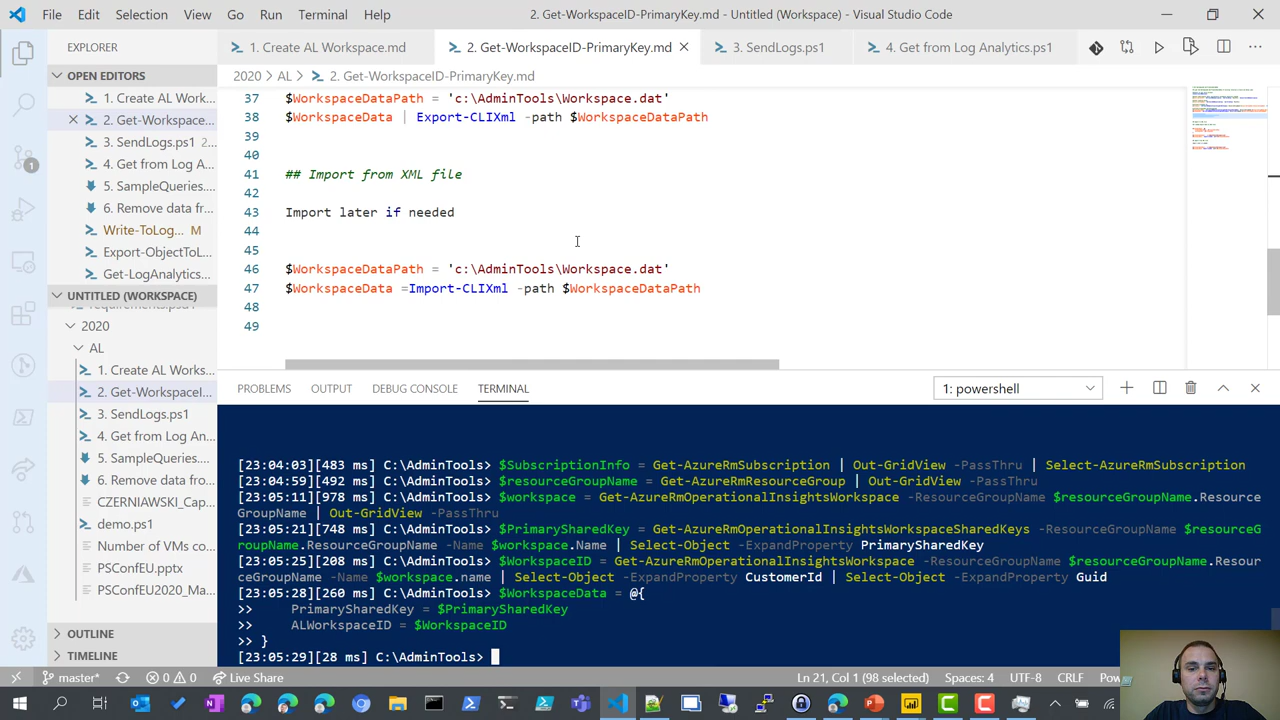 File Edit Selection View Go Run Terminal Help
2. Get-WorkspaceID-PrimaryKey.md - Untitled (Workspace) - Visual Studio Code
EXPLORER
OPEN EDITORS
1. Create AL Work...
2. Get-Workspace...
3. SendLogs.ps1 2
4. Get from Log A...
5. SampleQueries....
6. Remove data fr...
Write-ToLog... M
Export-ObjectToL...
Get-LogAnalytics...
UNTITLED (WORKSPACE)
requirements.psd1
2020
AL
1. Create AL Works...
2. Get-WorkspaceI...
3. SendLogs.ps1
4. Get from Log An...
5. SampleQueries....
6. Remove data fro...
CZERNAWSKI_Cap...
demo.ps1
Number of VMs co...
PSConfEU.pptx
PSConfEU2020_Ma...
OUTLINE
TIMELINE
1. Create AL Workspace.md
2. Get-WorkspaceID-PrimaryKey.md
3. SendLogs.ps1
4. Get from Log Analytics.ps1
2020 > AL > 2. Get-WorkspaceID-PrimaryKey.md
37 $WorkspaceDataPath = 'c:\AdminTools\Workspace.dat'
38 $WorkspaceData | Export-CLIXml -path $WorkspaceDataPath
40
41 ## Import from XML file
42
43 Import later if needed
44
45
46 $WorkspaceDataPath = 'c:\AdminTools\Workspace.dat'
47 $WorkspaceData =Import-CLIXml -path $WorkspaceDataPath
48
49
PROBLEMS OUTPUT DEBUG CONSOLE TERMINAL
1: powershell
[23:04:03][483 ms] C:\AdminTools> $SubscriptionInfo = Get-AzureRmSubscription | Out-GridView -PassThru | Select-AzureRmSubscription
[23:04:59][492 ms] C:\AdminTools> $resourceGroupName = Get-AzureRmResourceGroup | Out-GridView -PassThru
[23:05:11][978 ms] C:\AdminTools> $workspace = Get-AzureRmOperationalInsightsWorkspace -ResourceGroupName $resourceGroupName.Resource
GroupName | Out-GridView -PassThru
[23:05:21][748 ms] C:\AdminTools> $PrimarySharedKey = Get-AzureRmOperationalInsightsWorkspaceSharedKeys -ResourceGroupName $resourceG
roupName.ResourceGroupName -Name $workspace.Name | Select-Object -ExpandProperty PrimarySharedKey
[23:05:25][208 ms] C:\AdminTools> $WorkspaceID = Get-AzureRmOperationalInsightsWorkspace -ResourceGroupName $resourceGroupName.Resour
ceGroupName -Name $workspace.name | Select-Object -ExpandProperty CustomerId | Select-Object -ExpandProperty Guid
[23:05:28][260 ms] C:\AdminTools> $WorkspaceData = @{
>> PrimarySharedKey = $PrimarySharedKey
>> ALWorkspaceID = $WorkspaceID
>> }
[23:05:29][28 ms] C:\AdminTools>
master* 0 0 Live Share Ln 21, Col 1 (98 selected) Spaces: 4 UTF-8 CRLF